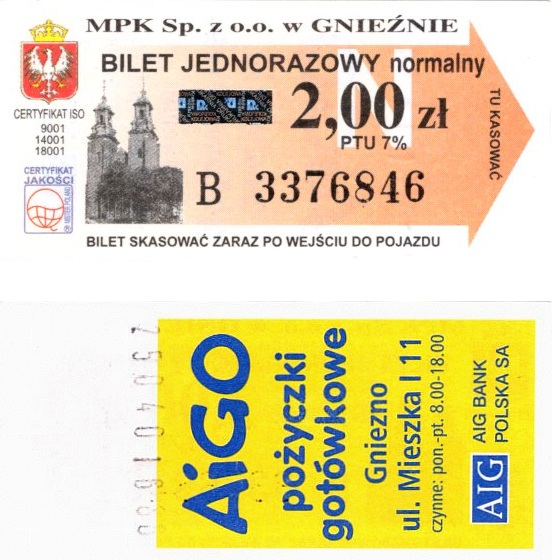 MPK Sp. z o.o. w GNIEŹNIE
BILET JEDNORAZOWY normalny
N
2,00 zł
PTU 7%
TU KASOWAĆ
CERTYFIKAT ISO
9001
14001
18001
CERTYFIKAT
JAKOŚCI
B 3376846
BILET SKASOWAĆ ZARAZ PO WEJŚCIU DO POJAZDU
AiGO
pożyczki
gotówkowe
Gniezno
ul. Mieszka I 11
czynne: pon.-pt. 8.00-18.00
AIG
AIG BANK
POLSKA SA